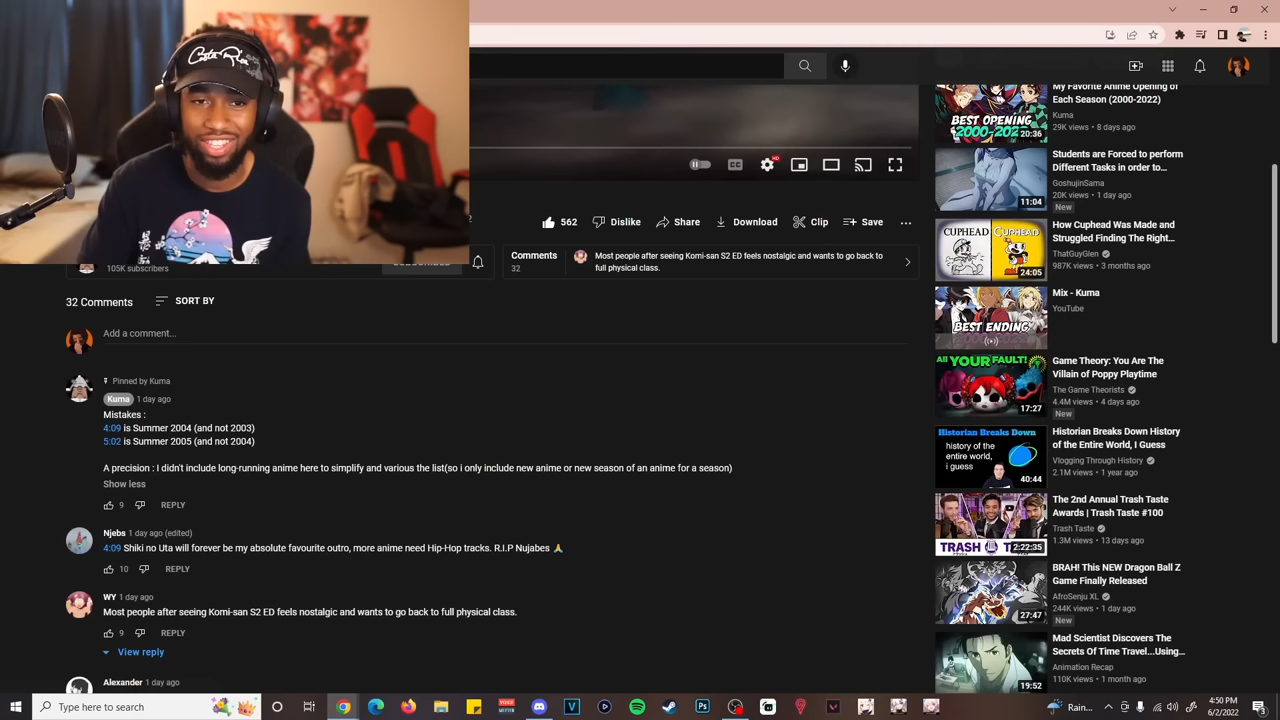 Costa Rica
562
Dislike
Share
Download
Clip
Save
105K subscribers
Comments
32
Most people after seeing Komi-san S2 ED feels nostalgic and wants to go back to
full physical class.
32 Comments
SORT BY
Add a comment...
Pinned by Kuma
Kuma 1 day ago
Mistakes :
4:09 is Summer 2004 (and not 2003)
5:02 is Summer 2005 (and not 2004)
A precision : I didn't include long-running anime here to simplify and various the list(so i only include new anime or new season of an anime for a season)
Show less
9
REPLY
Njebs 1 day ago (edited)
4:09 Shiki no Uta will forever be my absolute favourite outro, more anime need Hip-Hop tracks. R.I.P Nujabes 🙏
10
REPLY
WY 1 day ago
Most people after seeing Komi-san S2 ED feels nostalgic and wants to go back to full physical class.
9
REPLY
View reply
Alexander 1 day ago
My Favorite Anime Opening of
Each Season (2000-2022)
Kuma
29K views • 8 days ago
BEST OPENING
20:36
Students are Forced to perform
Different Tasks in order to...
GoshujinSama
20K views • 1 day ago
New
11:04
How Cuphead Was Made and
Struggled Finding The Right...
ThatGuyGlen
987K views • 3 months ago
CUPHEAD CUPHEAD
24:05
Mix - Kuma
YouTube
BEST ENDING
Game Theory: You Are The
Villain of Poppy Playtime
The Game Theorists
4.4M views • 4 days ago
New
All YOUR FAULT!
17:27
Historian Breaks Down History
of the Entire World, I Guess
Vlogging Through History
2.1M views • 1 year ago
Historian Breaks Down
history of the
entire world,
i guess
40:44
The 2nd Annual Trash Taste
Awards | Trash Taste #100
Trash Taste
1.3M views • 13 days ago
TRASH TASTE
2:22:35
BRAH! This NEW Dragon Ball Z
Game Finally Released
AfroSenju XL
244K views • 1 day ago
New
27:47
Mad Scientist Discovers The
Secrets Of Time Travel...Using...
Animation Recap
110K views • 1 month ago
19:52
Type here to search
Rain...
4:50 PM
6/2/2022